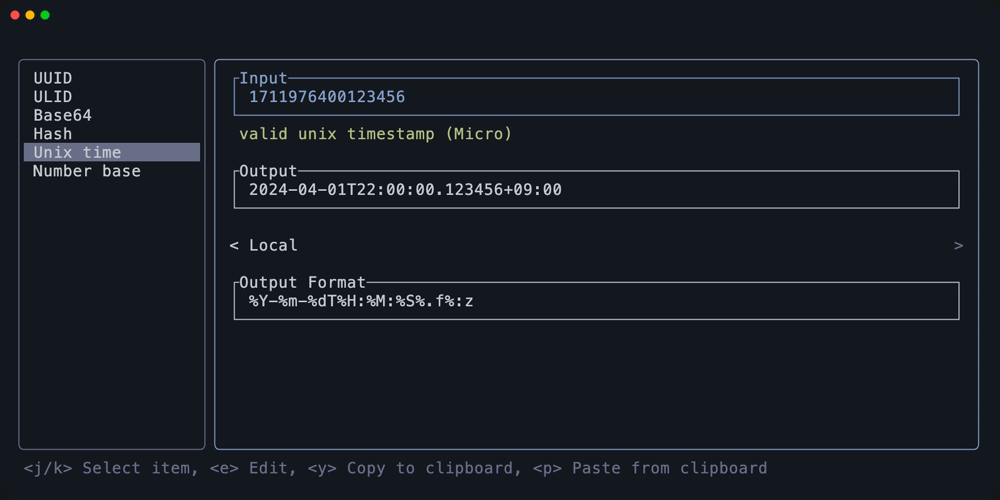 UUID
ULID
Base64
Hash
Unix time
Number base
Input
1711976400123456
valid unix timestamp (Micro)
Output
2024-04-01T22:00:00.123456+09:00
< Local >
Output Format
%Y-%m-%dT%H:%M:%S%.f%:z
<j/k> Select item, <e> Edit, <y> Copy to clipboard, <p> Paste from clipboard